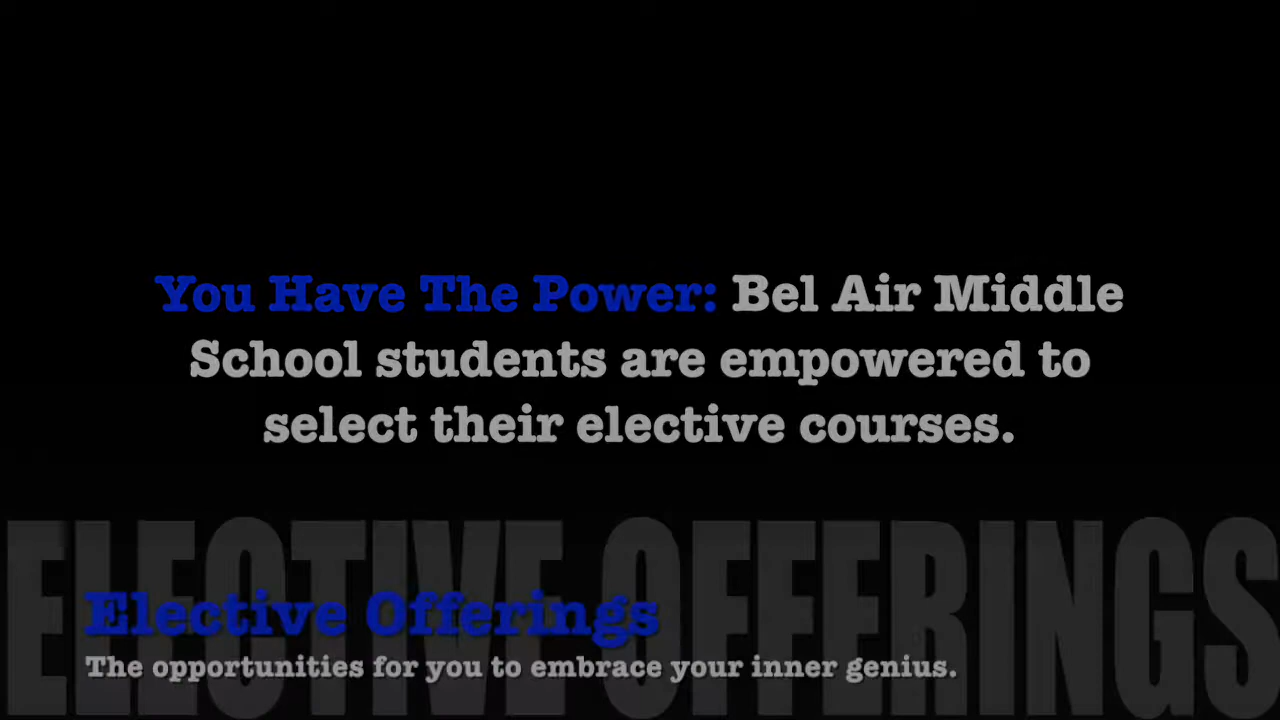 You Have The Power: Bel Air Middle
School students are empowered to
select their elective courses.
ELECTIVE OFFERINGS
Elective Offerings
The opportunities for you to embrace your inner genius.